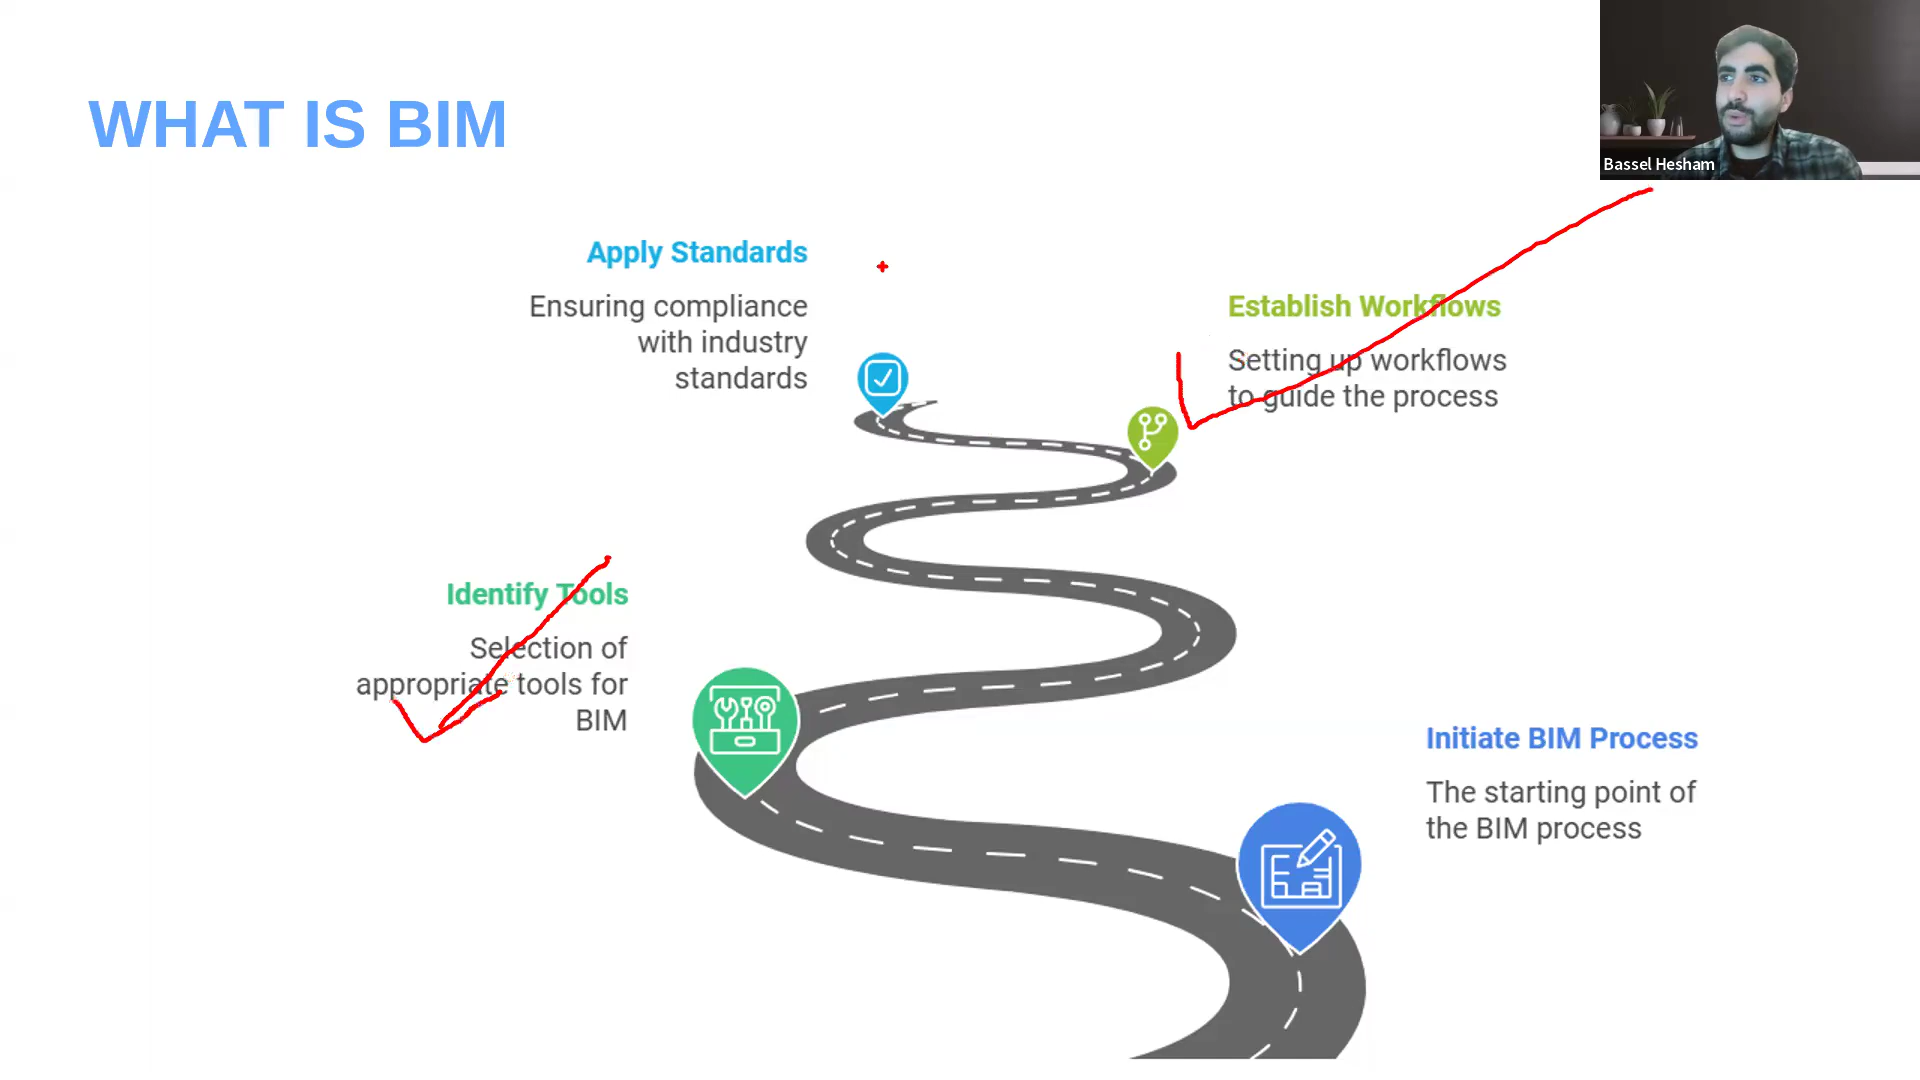 WHAT IS BIM
Bassel Hesham
Apply Standards
Ensuring compliance
with industry
standards
Establish Workflows
Setting up workflows
to guide the process
Identify Tools
Selection of
appropriate tools for
BIM
Initiate BIM Process
The starting point of
the BIM process